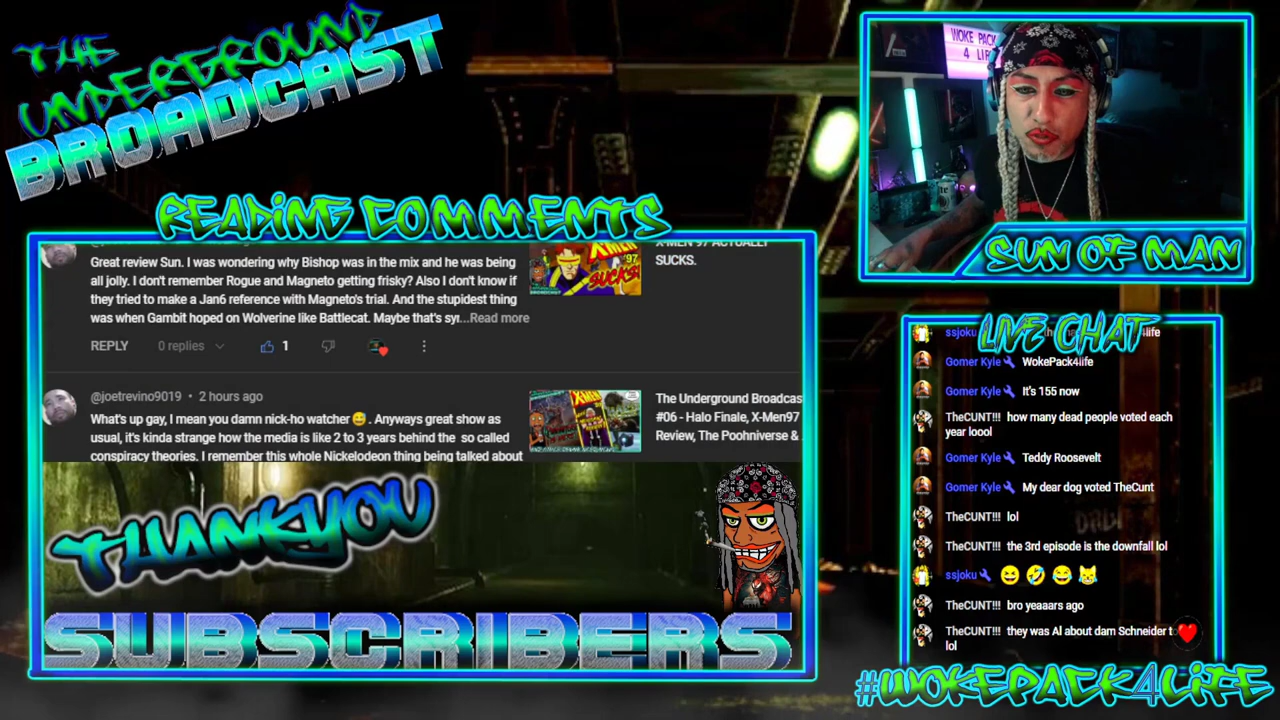 THE
UNDERGROUND
BROADCAST
READING COMMENTS
Great review Sun. I was wondering why Bishop was in the mix and he was being
all jolly. I don't remember Rogue and Magneto getting frisky? Also I don't know if
they tried to make a Jan6 reference with Magneto's trial. And the stupidest thing
was when Gambit hoped on Wolverine like Battlecat. Maybe that's syı...Read more
REPLY 0 replies 1
X-MEN 97 ACTUALLY
SUCKS.
X-MEN
'97
SUCKS!
@joetrevino9019 • 2 hours ago
What's up gay, I mean you damn nick-ho watcher 😅 . Anyways great show as
usual, it's kinda strange how the media is like 2 to 3 years behind the so called
conspiracy theories. I remember this whole Nickelodeon thing being talked about
The Underground Broadcas
#06 - Halo Finale, X-Men97
Review, The Poohniverse & .
THANKYOU
SUBSCRIBERS
WOKE PACK
4 LIFE
SUN OF MAN
LIVE CHAT
ssjoku 4life
Gomer Kyle WokePack4life
Gomer Kyle It's 155 now
TheCUNT!!! how many dead people voted each
year loool
Gomer Kyle Teddy Roosevelt
Gomer Kyle My dear dog voted TheCunt
TheCUNT!!! lol
TheCUNT!!! the 3rd episode is the downfall lol
ssjoku 😆 🤣 😂 😹
TheCUNT!!! bro yeaaars ago
TheCUNT!!! they was Al about dam Schneider t
lol
#WOKEPACK4LIFE